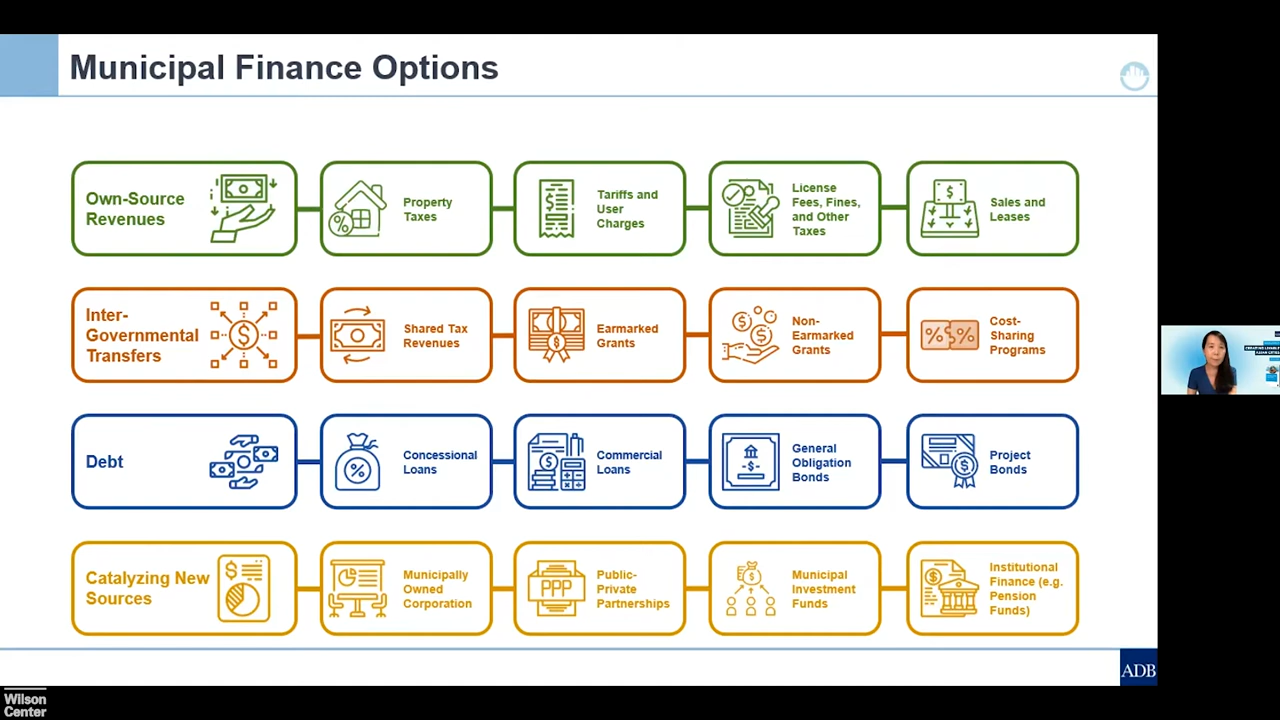 Municipal Finance Options
Own-Source
Revenues
Property
Taxes
Tariffs and
User
Charges
License
Fees, Fines,
and Other
Taxes
$
Sales and
Leases
Inter-
Governmental
Transfers
$
Shared Tax
Revenues
Earmarked
Grants
Non-
Earmarked
Grants
% %
Cost-
Sharing
Programs
Debt
%
Concessional
Loans
$
Commercial
Loans
-$-
General
Obligation
Bonds
$
Project
Bonds
Catalyzing New
Sources
$
Municipally
Owned
Corporation
PPP
Public-
Private
Partnerships
$
Municipal
Investment
Funds
$
Institutional
Finance (e.g.
Pension
Funds)
ADB
Wilson
Center